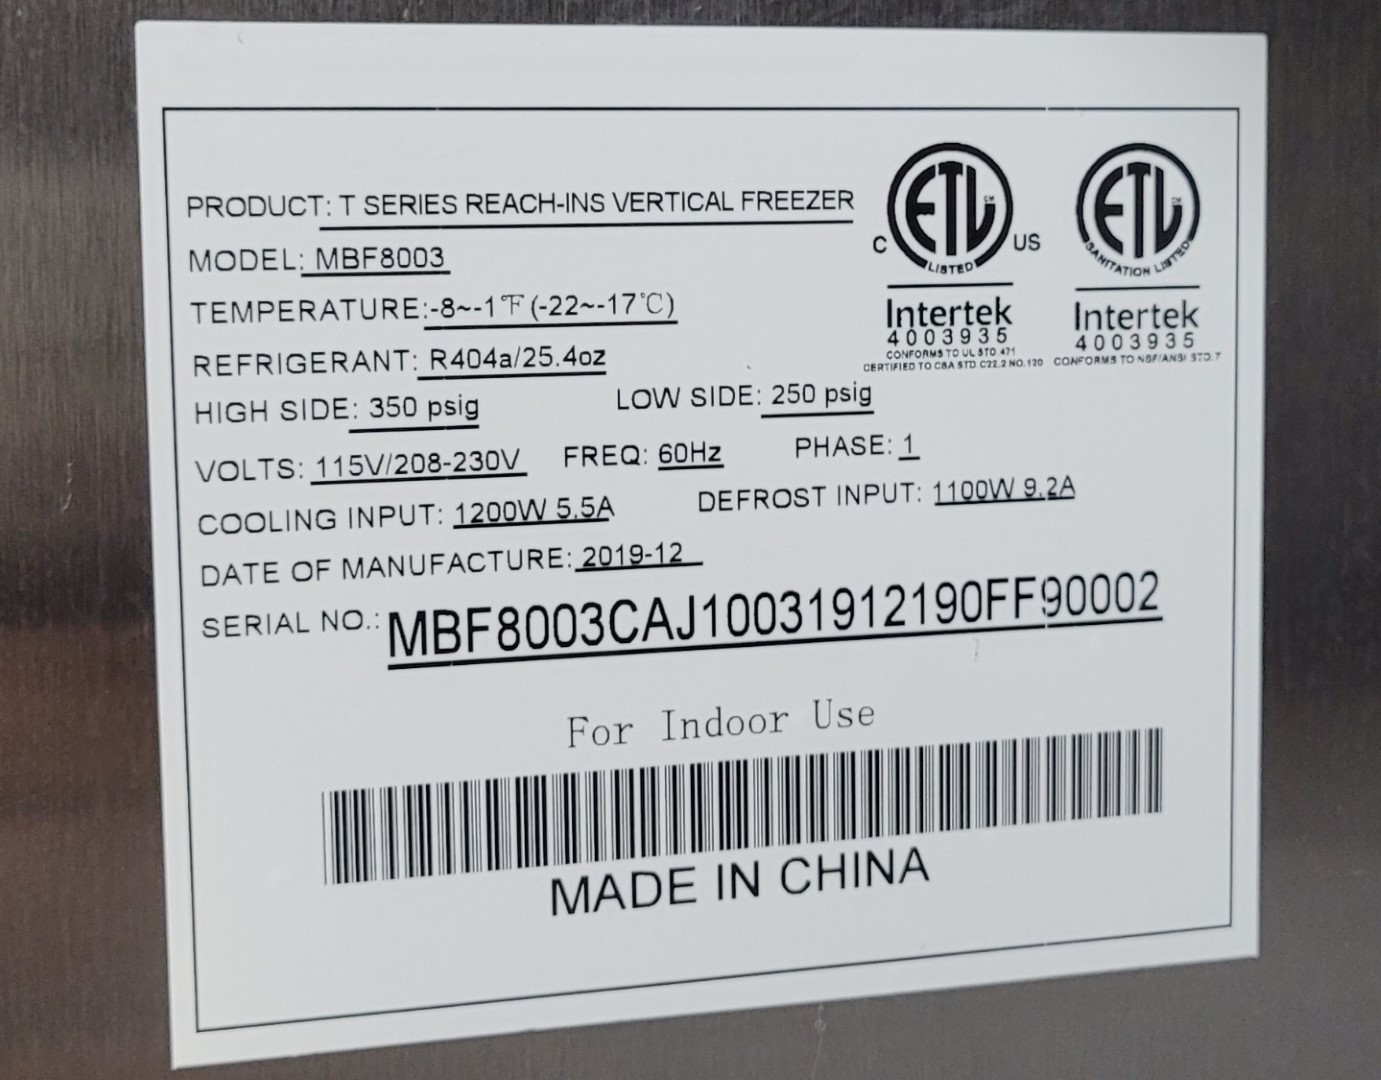 PRODUCT: T SERIES REACH-INS VERTICAL FREEZER
MODEL: MBF8003
TEMPERATURE:-8~-1°F (-22~-17°C)
REFRIGERANT: R404a/25.4oz
HIGH SIDE: 350 psig LOW SIDE: 250 psig
VOLTS: 115V/208-230V FREQ: 60Hz PHASE: 1
COOLING INPUT: 1200W 5.5A DEFROST INPUT: 1100W 9.2A
DATE OF MANUFACTURE: 2019-12
SERIAL NO.: MBF8003CAJ10031912190FF90002
ETL
C US
LISTED
Intertek
4003935
CONFORMS TO UL STD.471
CERTIFIED TO CSA STD C22.2 NO.120
ETL
SANITATION LISTED
Intertek
4003935
CONFORMS TO NSF/ANSI STD.7
For Indoor Use
MADE IN CHINA